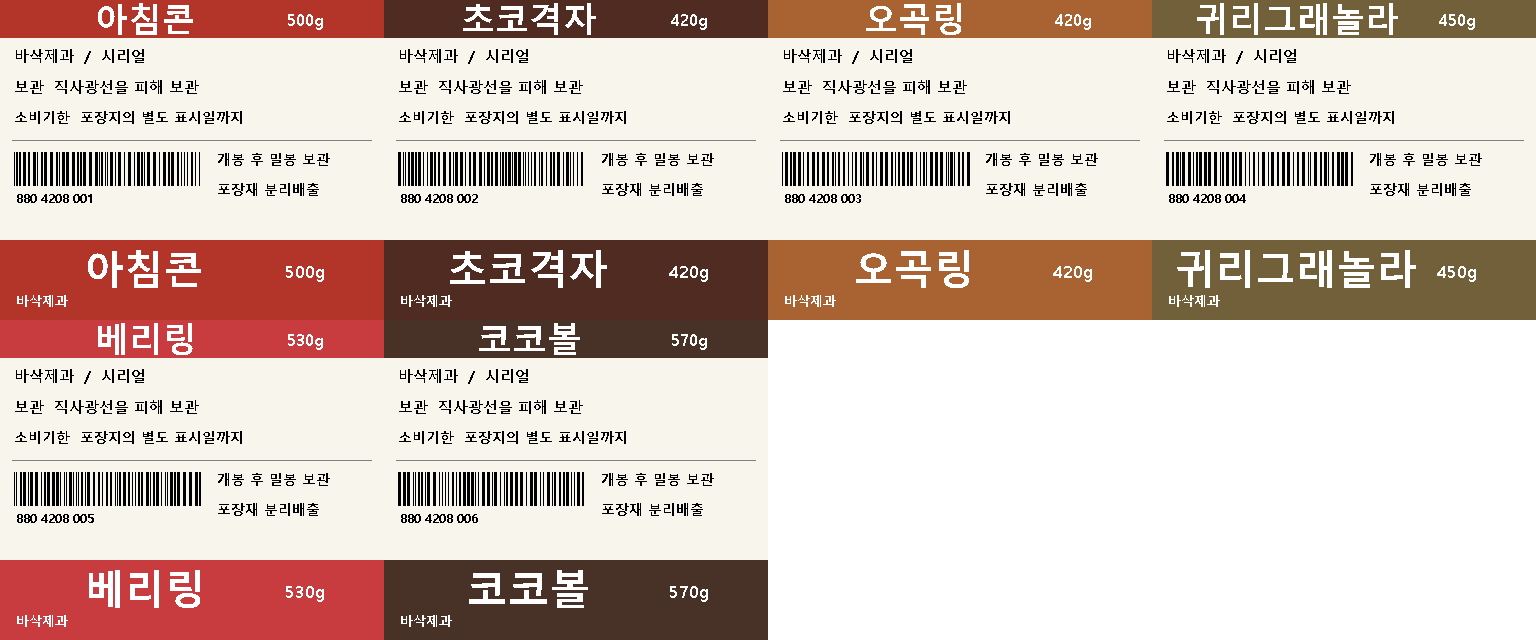 아침콘 500g
바삭제과 / 시리얼
보관 직사광선을 피해 보관
소비기한 포장지의 별도 표시일까지
개봉 후 밀봉 보관
포장재 분리배출
880 4208 001
아침콘 500g
바삭제과
초코격자 420g
바삭제과 / 시리얼
보관 직사광선을 피해 보관
소비기한 포장지의 별도 표시일까지
개봉 후 밀봉 보관
포장재 분리배출
880 4208 002
초코격자 420g
바삭제과
오곡링 420g
바삭제과 / 시리얼
보관 직사광선을 피해 보관
소비기한 포장지의 별도 표시일까지
개봉 후 밀봉 보관
포장재 분리배출
880 4208 003
오곡링 420g
바삭제과
귀리그래놀라 450g
바삭제과 / 시리얼
보관 직사광선을 피해 보관
소비기한 포장지의 별도 표시일까지
개봉 후 밀봉 보관
포장재 분리배출
880 4208 004
귀리그래놀라 450g
바삭제과
베리링 530g
바삭제과 / 시리얼
보관 직사광선을 피해 보관
소비기한 포장지의 별도 표시일까지
개봉 후 밀봉 보관
포장재 분리배출
880 4208 005
베리링 530g
바삭제과
코코볼 570g
바삭제과 / 시리얼
보관 직사광선을 피해 보관
소비기한 포장지의 별도 표시일까지
개봉 후 밀봉 보관
포장재 분리배출
880 4208 006
코코볼 570g
바삭제과